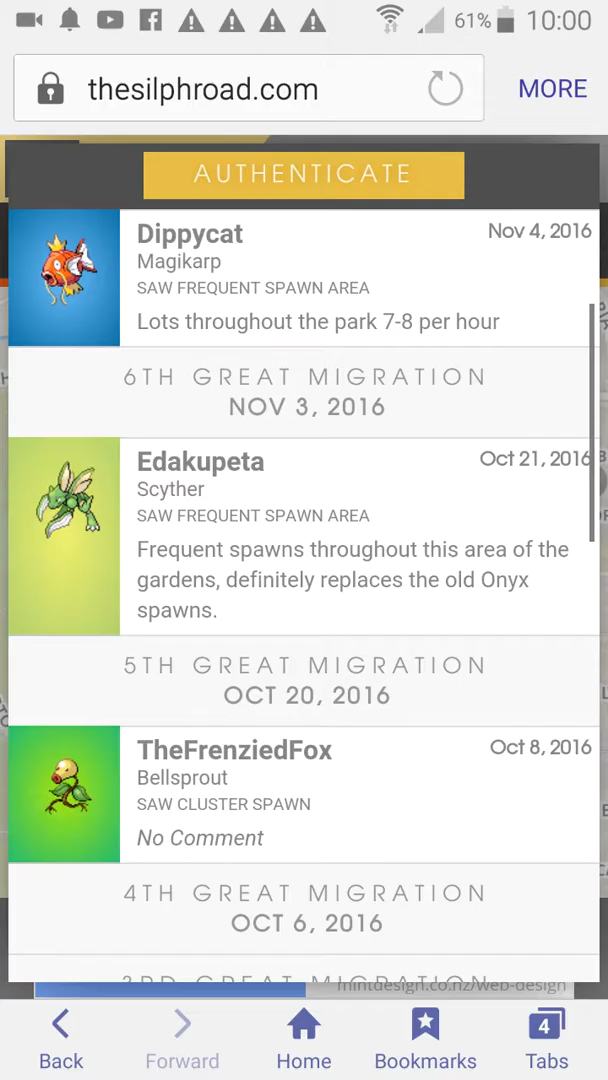 61% 10:00
thesilphroad.com MORE
AUTHENTICATE
Dippycat Nov 4, 2016
Magikarp
SAW FREQUENT SPAWN AREA
Lots throughout the park 7-8 per hour
6TH GREAT MIGRATION
NOV 3, 2016
Edakupeta Oct 21, 2016
Scyther
SAW FREQUENT SPAWN AREA
Frequent spawns throughout this area of the
gardens, definitely replaces the old Onyx
spawns.
5TH GREAT MIGRATION
OCT 20, 2016
TheFrenziedFox Oct 8, 2016
Bellsprout
SAW CLUSTER SPAWN
No Comment
4TH GREAT MIGRATION
OCT 6, 2016
3RD GREAT MIGRATION
mintdesign.co.nz/web-design
Back Forward Home Bookmarks 4 Tabs